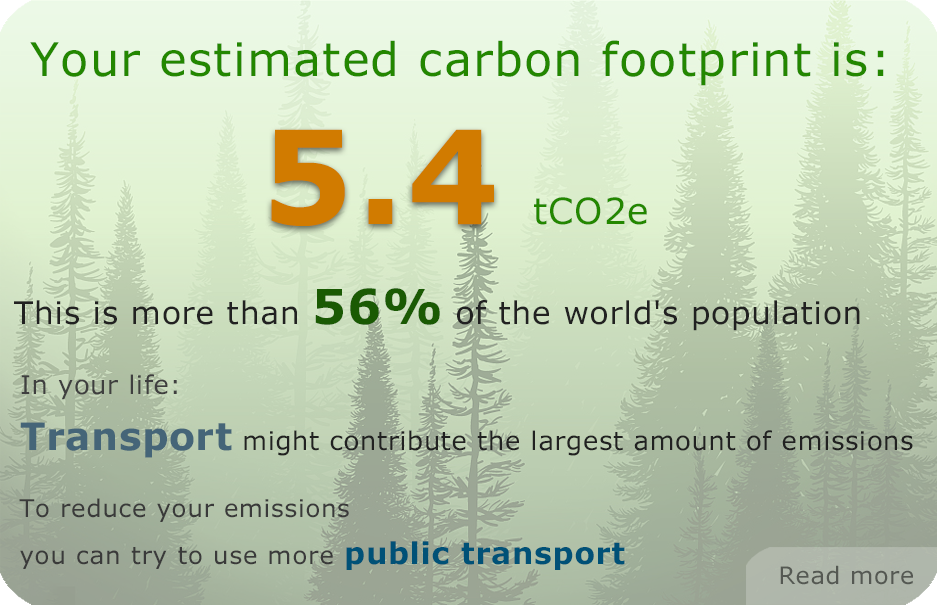 Your estimated carbon footprint is:
5.4 tCO2e
This is more than 56% of the world's population
In your life:
Transport might contribute the largest amount of emissions
To reduce your emissions
you can try to use more public transport
Read more